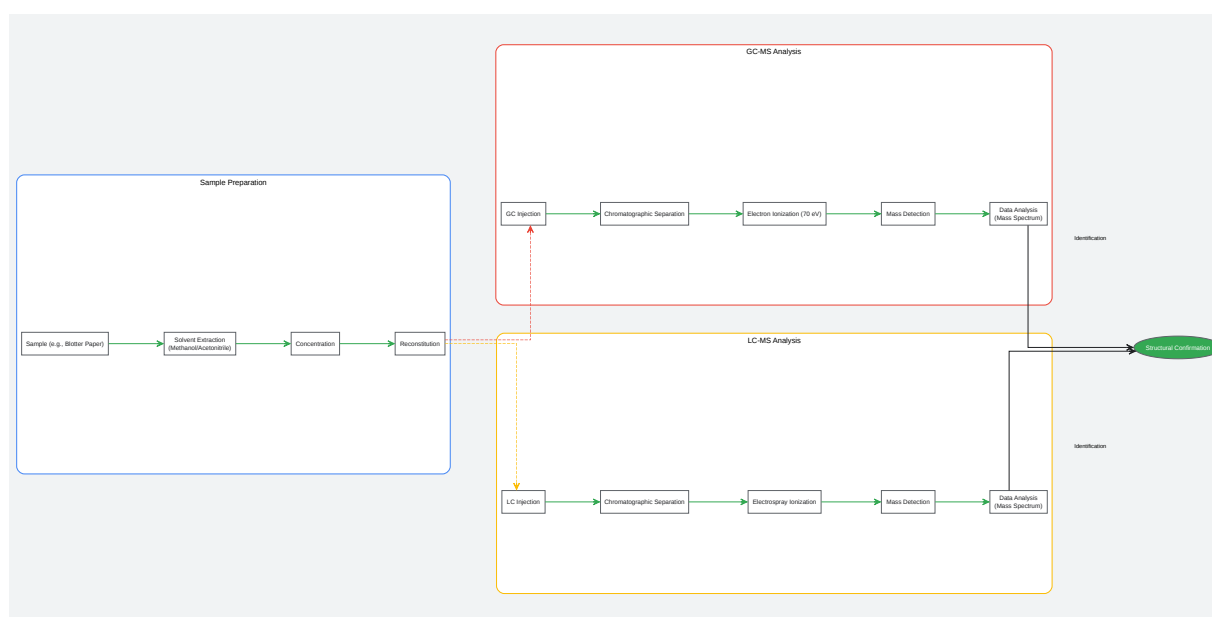 Sample Preparation
Sample (e.g., Blotter Paper)
Solvent Extraction
(Methanol/Acetonitrile)
Concentration
Reconstitution
GC-MS Analysis
GC Injection
Chromatographic Separation
Electron Ionization (70 eV)
Mass Detection
Data Analysis
(Mass Spectrum)
Identification
LC-MS Analysis
LC Injection
Chromatographic Separation
Electrospray Ionization
Mass Detection
Data Analysis
(Mass Spectrum)
Identification
Structural Confirmation